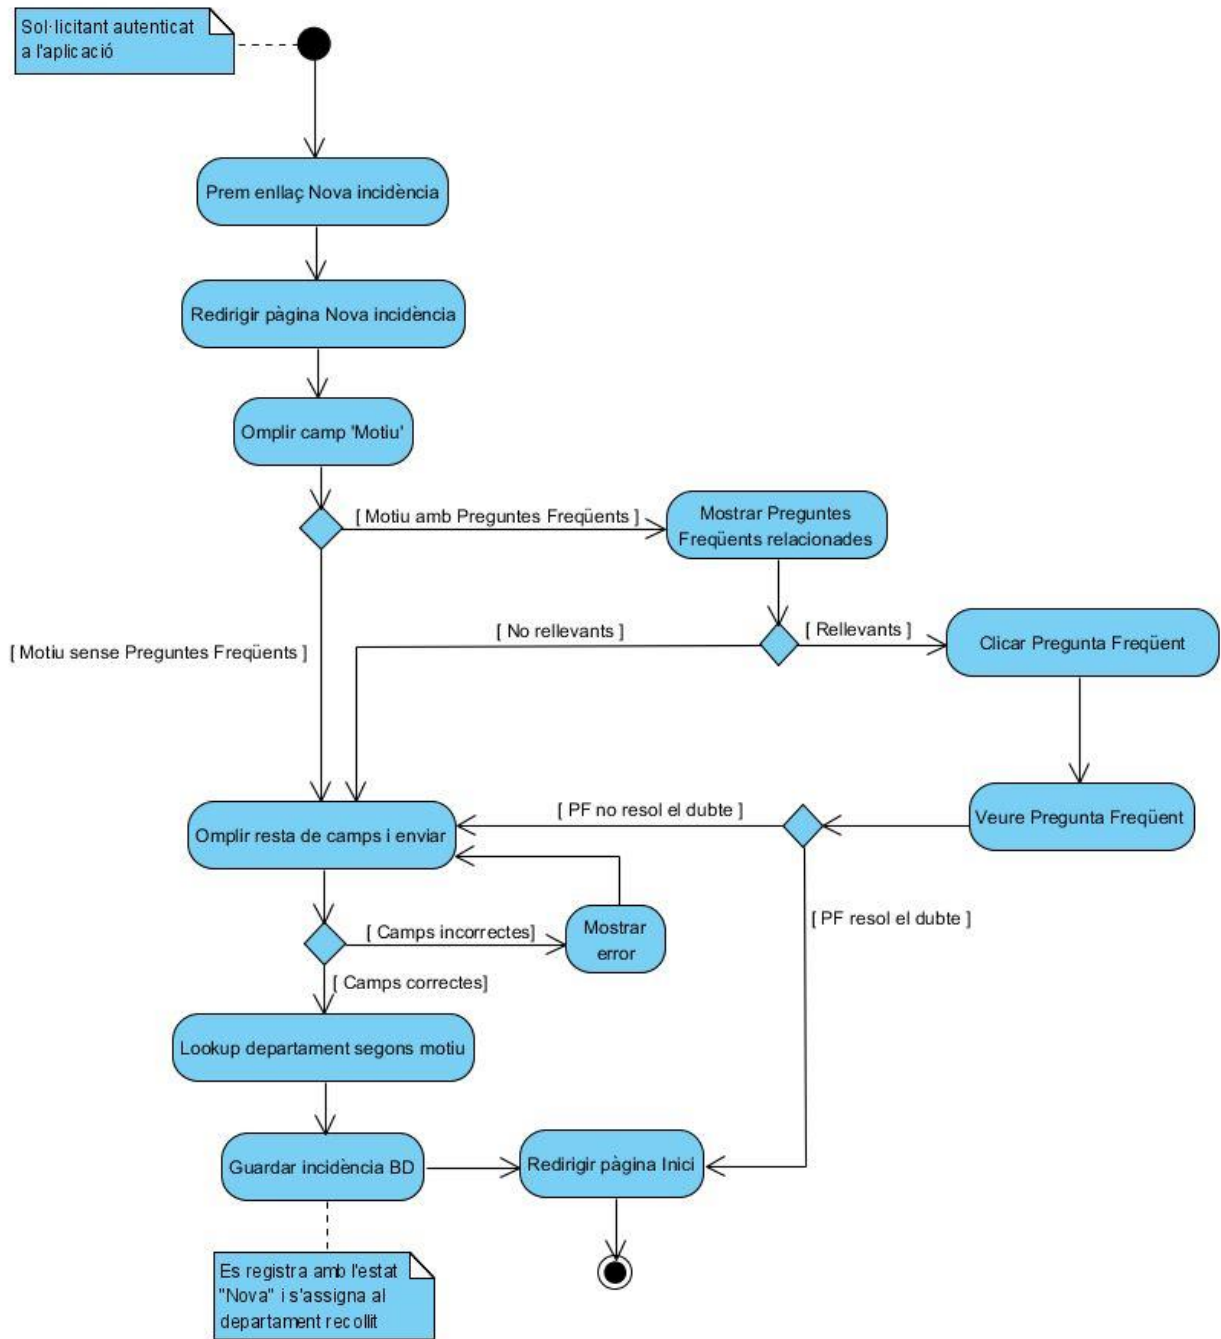 Sol·licitant autenticat
a l'aplicació
Prem enllaç Nova incidència
Redirigir pàgina Nova incidència
Omplir camp 'Motiu'
[ Motiu amb Preguntes Freqüents ]
Mostrar Preguntes
Freqüents relacionades
[ No rellevants ]
[ Rellevants ]
Clicar Pregunta Freqüent
[ Motiu sense Preguntes Freqüents ]
[ PF no resol el dubte ]
Veure Pregunta Freqüent
Omplir resta de camps i enviar
[ PF resol el dubte ]
[ Camps incorrectes]
Mostrar
error
[ Camps correctes]
Lookup departament segons motiu
Guardar incidència BD
Redirigir pàgina Inici
Es registra amb l'estat
"Nova" i s'assigna al
departament recollit